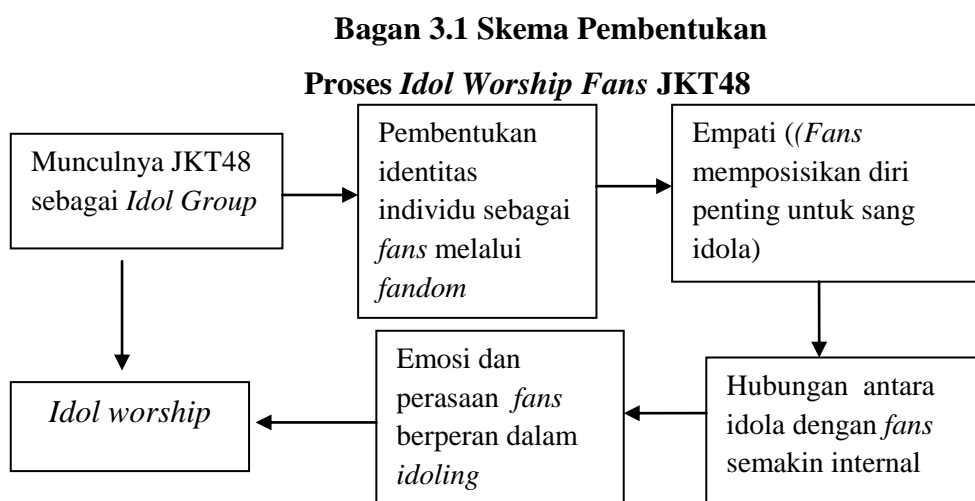 Bagan 3.1 Skema Pembentukan
Proses Idol Worship Fans JKT48
Munculnya JKT48
sebagai Idol Group
Pembentukan
identitas
individu sebagai
fans melalui
fandom
Empati ((Fans
memposisikan diri
penting untuk sang
idola)
Hubungan antara
idola dengan fans
semakin internal
Emosi dan
perasaan fans
berperan dalam
idoling
Idol worship